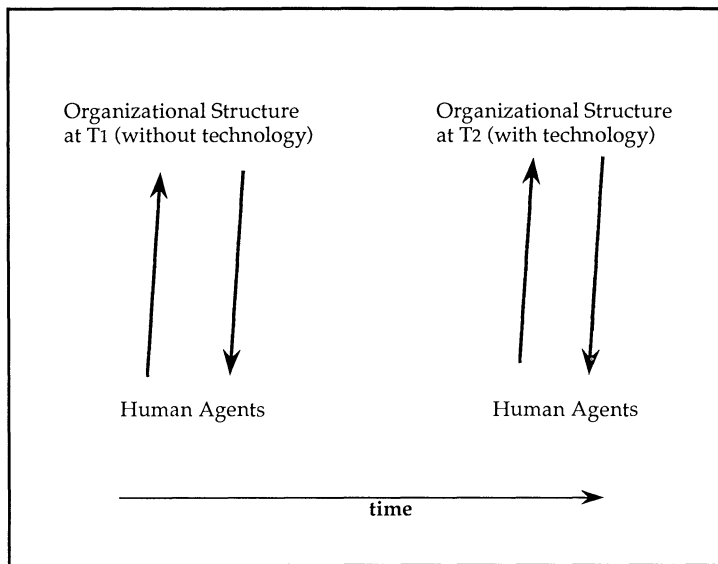 Organizational Structure
at T1 (without technology)
Organizational Structure
at T2 (with technology)
Human Agents
Human Agents
time